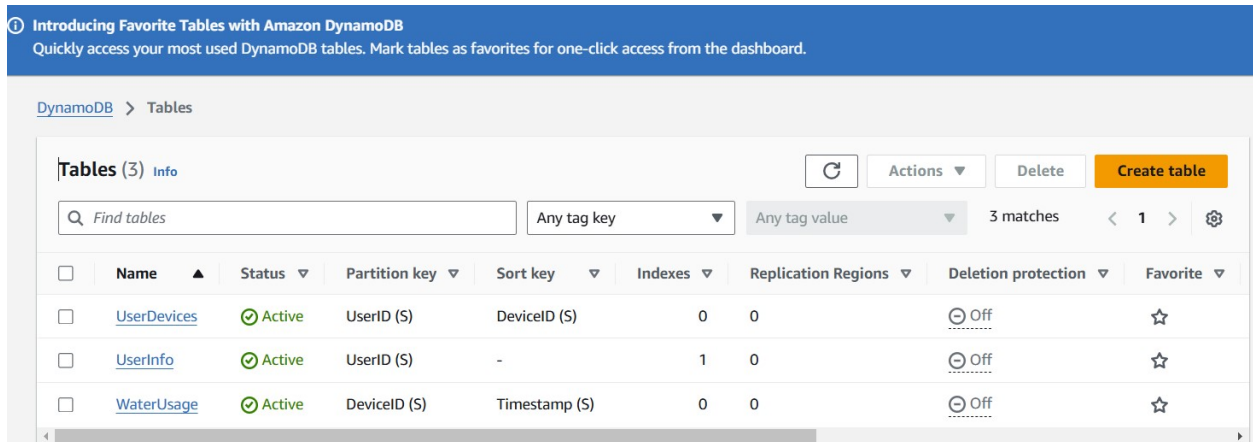 Introducing Favorite Tables with Amazon DynamoDB
Quickly access your most used DynamoDB tables. Mark tables as favorites for one-click access from the dashboard.
DynamoDB > Tables
Tables (3) Info Actions Delete Create table
Find tables Any tag key Any tag value 3 matches < 1 >
Name Status Partition key Sort key Indexes Replication Regions Deletion protection Favorite
UserDevices Active UserID (S) DeviceID (S) 0 0 Off
UserInfo Active UserID (S) - 1 0 Off
WaterUsage Active DeviceID (S) Timestamp (S) 0 0 Off